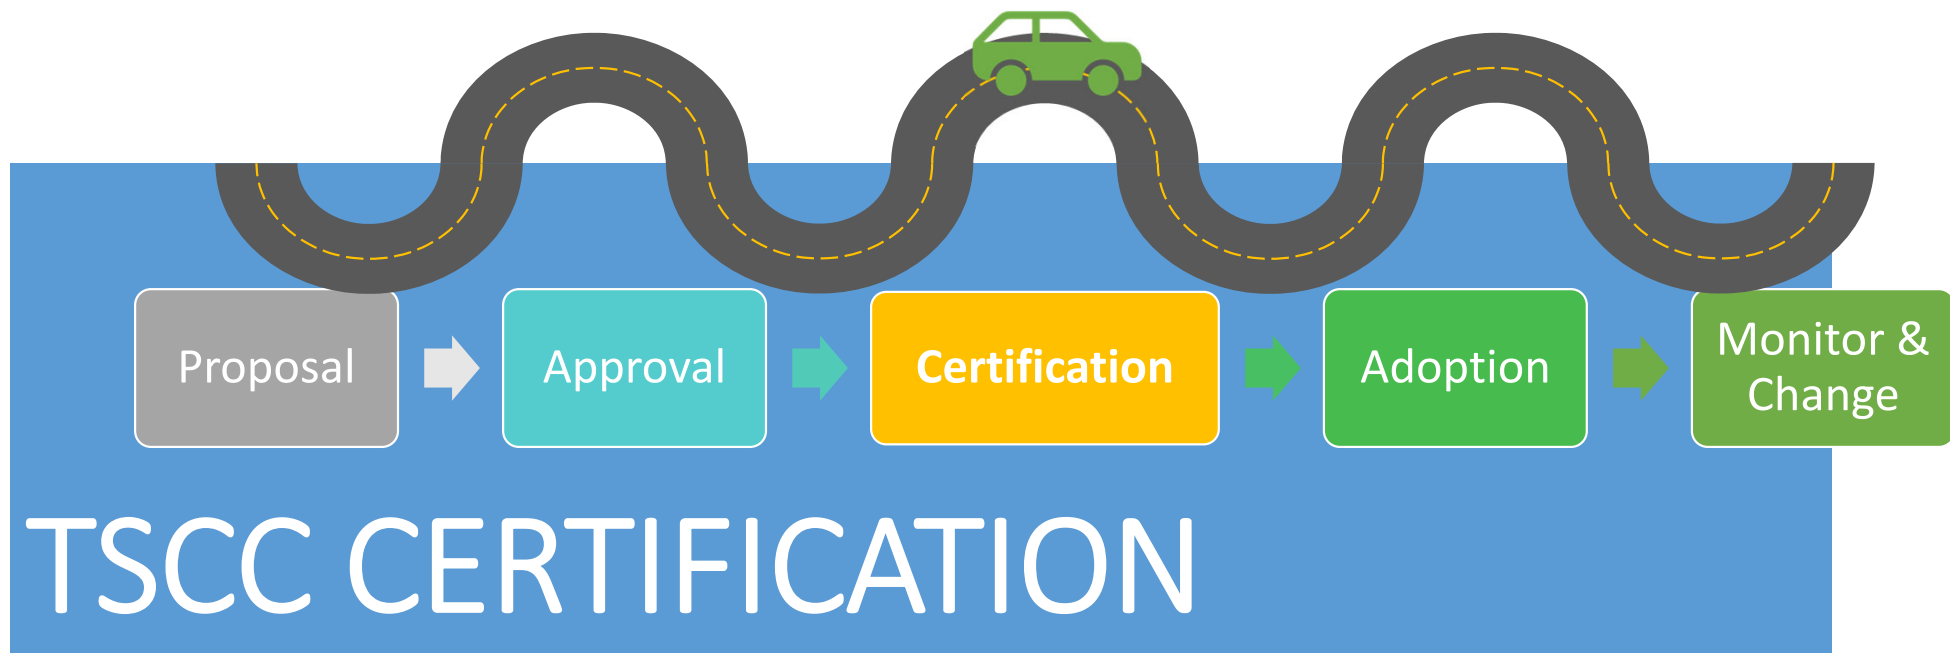 Proposal
Approval
Certification
Adoption
Monitor &
Change
TSCC CERTIFICATION